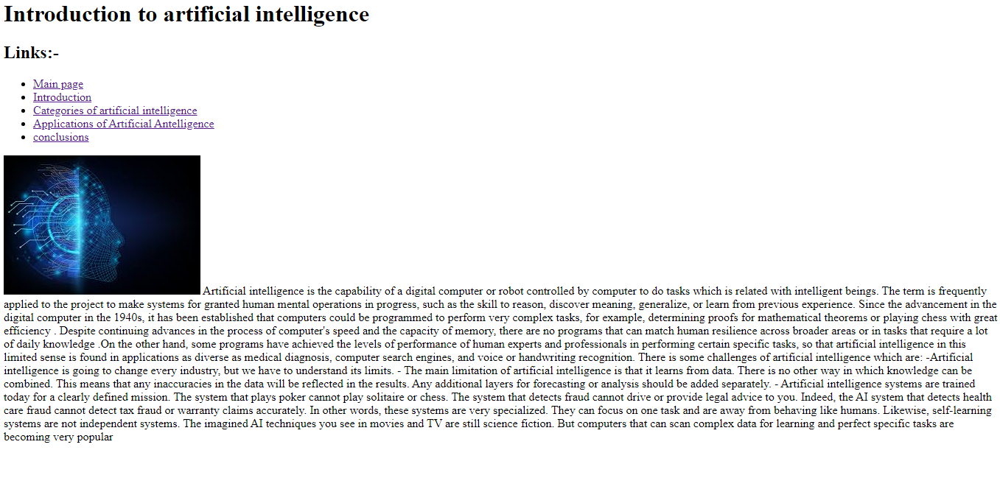 Introduction to artificial intelligence
Links:-
• Main page
• Introduction
• Categories of artificial intelligence
• Applications of Artificial Antelligence
• conclusions
Artificial intelligence is the capability of a digital computer or robot controlled by computer to do tasks which is related with intelligent beings. The term is frequently
applied to the project to make systems for granted human mental operations in progress, such as the skill to reason, discover meaning, generalize, or learn from previous experience. Since the advancement in the
digital computer in the 1940s, it has been established that computers could be programmed to perform very complex tasks, for example, determining proofs for mathematical theorems or playing chess with great
efficiency . Despite continuing advances in the process of computer's speed and the capacity of memory, there are no programs that can match human resilience across broader areas or in tasks that require a lot
of daily knowledge .On the other hand, some programs have achieved the levels of performance of human experts and professionals in performing certain specific tasks, so that artificial intelligence in this
limited sense is found in applications as diverse as medical diagnosis, computer search engines, and voice or handwriting recognition. There is some challenges of artificial intelligence which are: -Artificial
intelligence is going to change every industry, but we have to understand its limits. - The main limitation of artificial intelligence is that it learns from data. There is no other way in which knowledge can be
combined. This means that any inaccuracies in the data will be reflected in the results. Any additional layers for forecasting or analysis should be added separately. - Artificial intelligence systems are trained
today for a clearly defined mission. The system that plays poker cannot play solitaire or chess. The system that detects fraud cannot drive or provide legal advice to you. Indeed, the AI system that detects health
care fraud cannot detect tax fraud or warranty claims accurately. In other words, these systems are very specialized. They can focus on one task and are away from behaving like humans. Likewise, self-learning
systems are not independent systems. The imagined AI techniques you see in movies and TV are still science fiction. But computers that can scan complex data for learning and perfect specific tasks are
becoming very popular